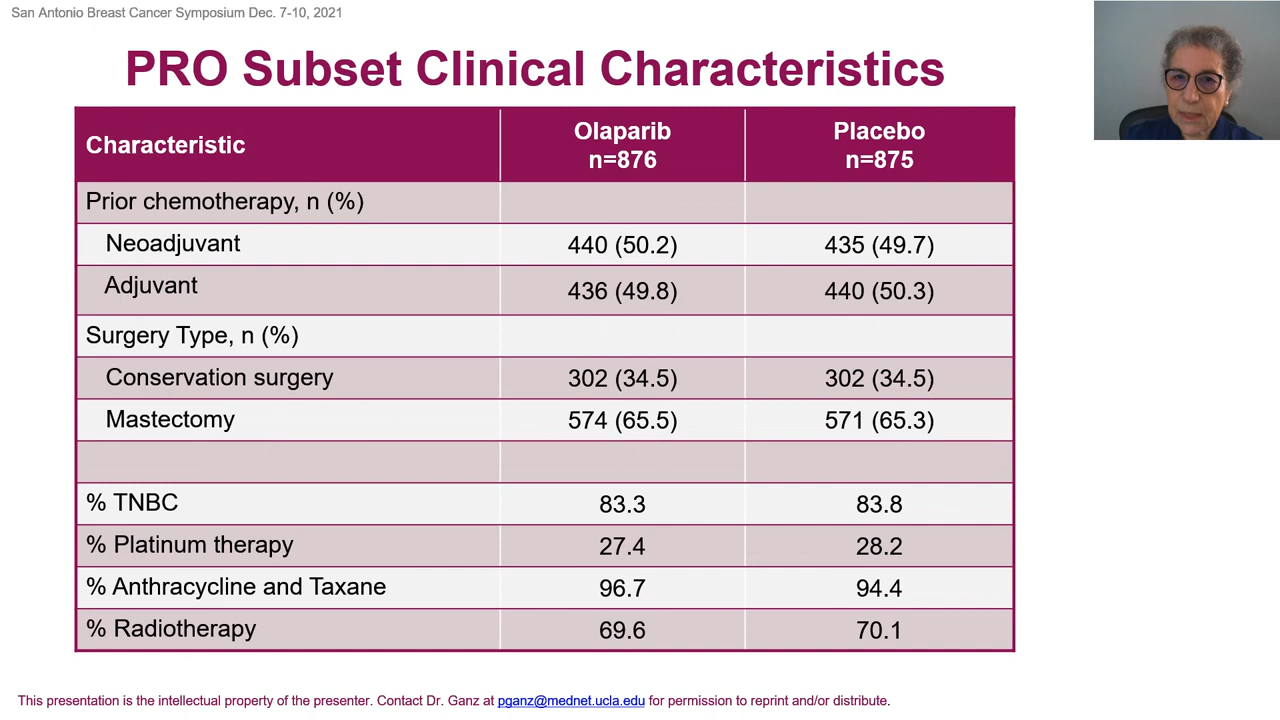 San Antonio Breast Cancer Symposium Dec. 7-10, 2021
PRO Subset Clinical Characteristics
Characteristic Olaparib n=876 Placebo n=875
Prior chemotherapy, n (%)
Neoadjuvant 440 (50.2) 435 (49.7)
Adjuvant 436 (49.8) 440 (50.3)
Surgery Type, n (%)
Conservation surgery 302 (34.5) 302 (34.5)
Mastectomy 574 (65.5) 571 (65.3)
% TNBC 83.3 83.8
% Platinum therapy 27.4 28.2
% Anthracycline and Taxane 96.7 94.4
% Radiotherapy 69.6 70.1
This presentation is the intellectual property of the presenter. Contact Dr. Ganz at pganz@mednet.ucla.edu for permission to reprint and/or distribute.